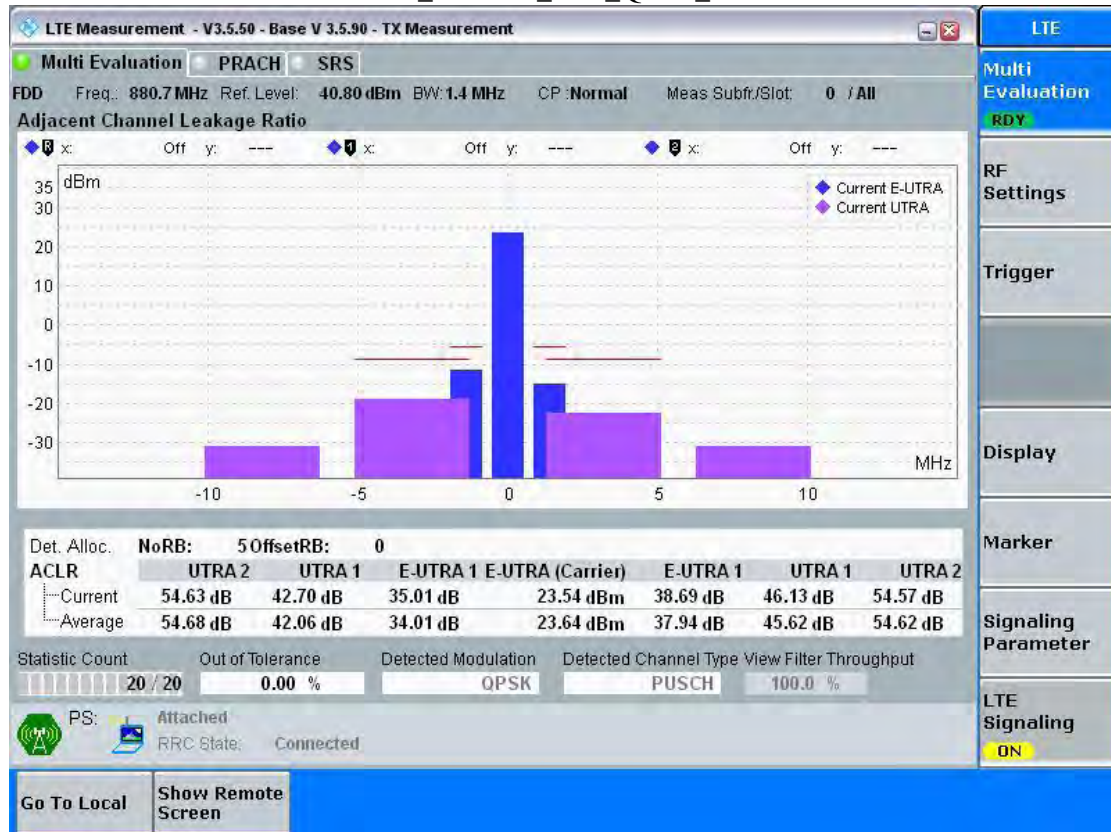 LTE Measurement - V3.5.50 - Base V 3.5.90 - TX Measurement
LTE
Multi Evaluation PRACH SRS
Multi Evaluation
RDY
FDD Freq.: 880.7 MHz Ref. Level: 40.80 dBm BW: 1.4 MHz CP :Normal Meas Subfr./Slot: 0 / All
Adjacent Channel Leakage Ratio
R x: Off y: --- 1 x: Off y: --- 2 x: Off y: ---
dBm
Current E-UTRA
Current UTRA
35
30
20
10
0
-10
-20
-30
MHz
-10 -5 0 5 10
RF Settings
Trigger
Display
Marker
Signaling Parameter
LTE Signaling
ON
Det. Alloc. NoRB: 5 OffsetRB: 0
ACLR UTRA 2 UTRA 1 E-UTRA 1 E-UTRA (Carrier) E-UTRA 1 UTRA 1 UTRA 2
Current 54.63 dB 42.70 dB 35.01 dB 23.54 dBm 38.69 dB 46.13 dB 54.57 dB
Average 54.68 dB 42.06 dB 34.01 dB 23.64 dBm 37.94 dB 45.62 dB 54.62 dB
Statistic Count Out of Tolerance Detected Modulation Detected Channel Type View Filter Throughput
20 / 20 0.00 % QPSK PUSCH 100.0 %
PS: Attached
RRC State: Connected
Go To Local
Show Remote Screen